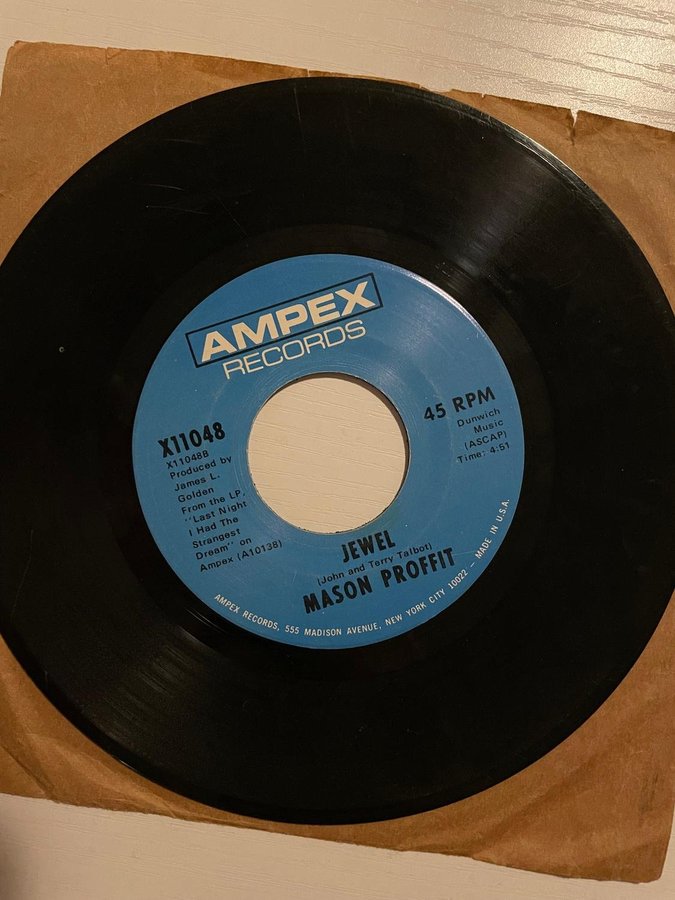 AMPEX
RECORDS
X11048
X11048B
Produced by
James L.
Golden
From the LP,
"Last Night
I Had The
Strangest
Dream" on
Ampex (A10138)
45 RPM
Dunwich
Music
(ASCAP)
Time: 4:51
JEWEL
(John and Terry Talbot)
MASON PROFFIT
AMPEX RECORDS, 555 MADISON AVENUE, NEW YORK CITY 10022 - MADE IN U.S.A.